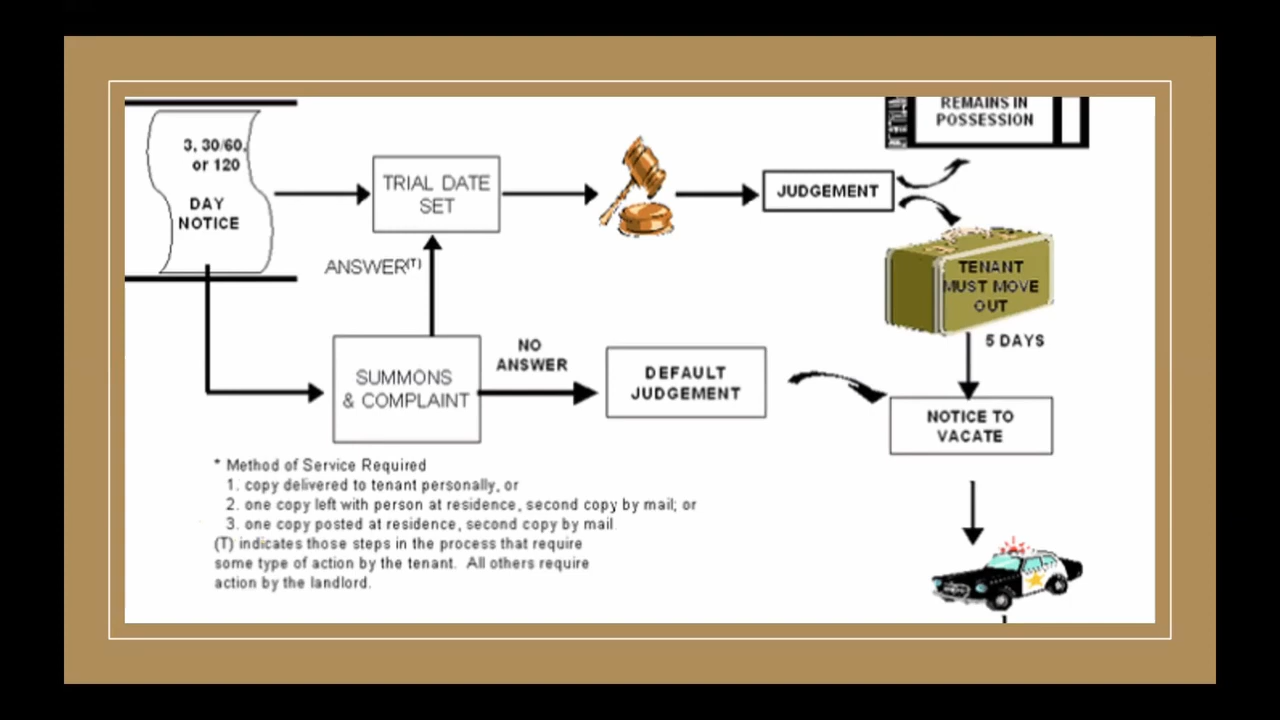 3, 30/60,
or 120
DAY
NOTICE
TRIAL DATE
SET
JUDGEMENT
REMAINS IN
POSSESSION
TENANT
MUST MOVE
OUT
5 DAYS
ANSWER(T)
SUMMONS
& COMPLAINT
NO
ANSWER
DEFAULT
JUDGEMENT
NOTICE TO
VACATE
* Method of Service Required
1. copy delivered to tenant personally, or
2. one copy left with person at residence, second copy by mail; or
3. one copy posted at residence, second copy by mail
(T) indicates those steps in the process that require
some type of action by the tenant. All others require
action by the landlord.